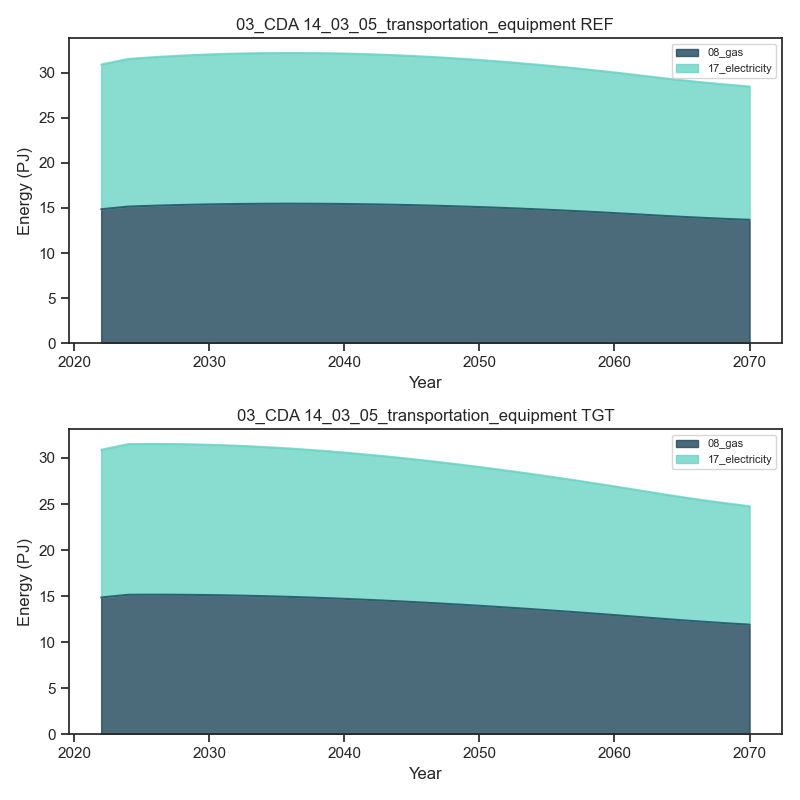 03_CDA 14_03_05_transportation_equipment REF
08_gas
17_electricity
Energy (PJ)
30
25
20
15
10
5
0
2020 2030 2040 2050 2060 2070
Year
03_CDA 14_03_05_transportation_equipment TGT
08_gas
17_electricity
Energy (PJ)
30
25
20
15
10
5
0
2020 2030 2040 2050 2060 2070
Year